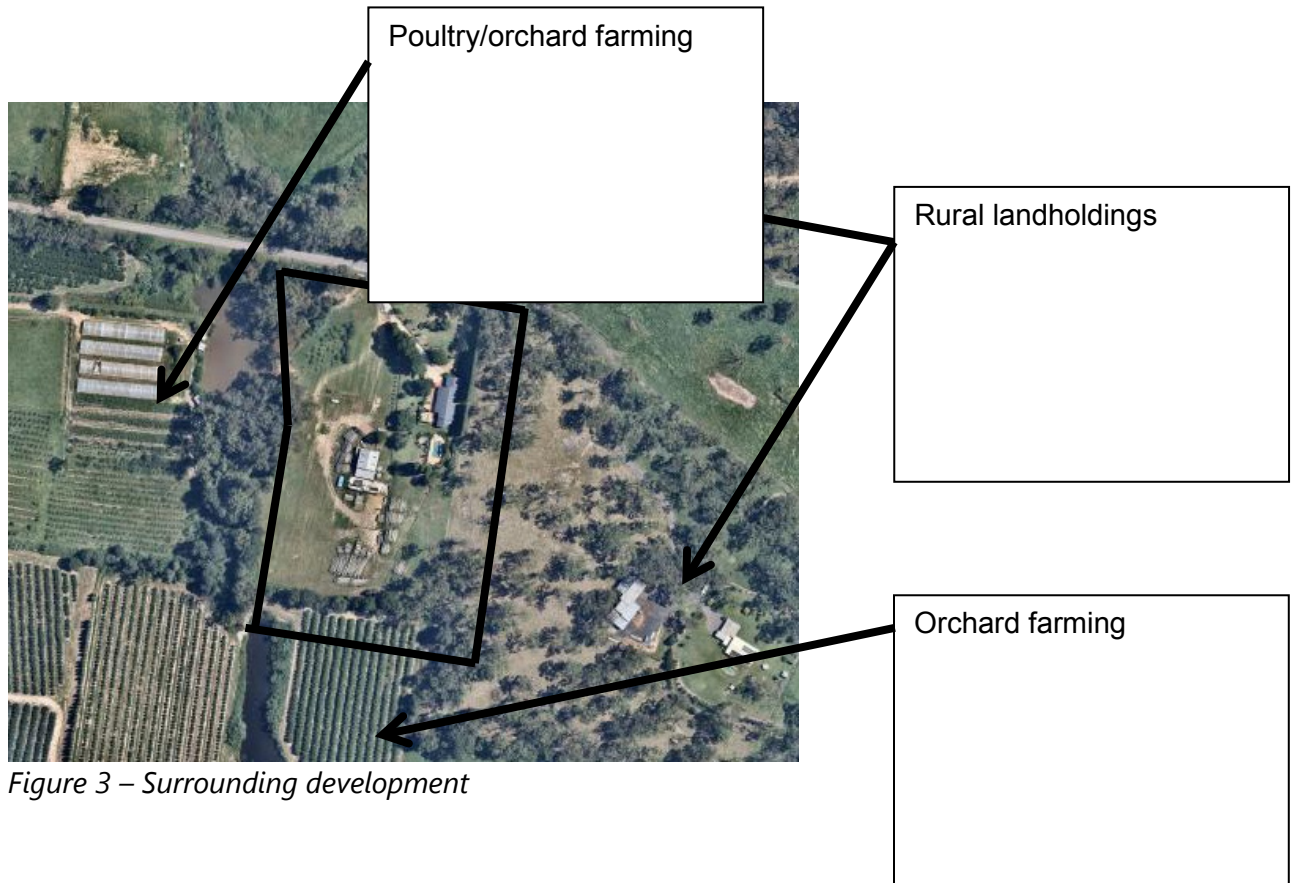 Poultry/orchard farming
Rural landholdings
Orchard farming
Figure 3 – Surrounding development